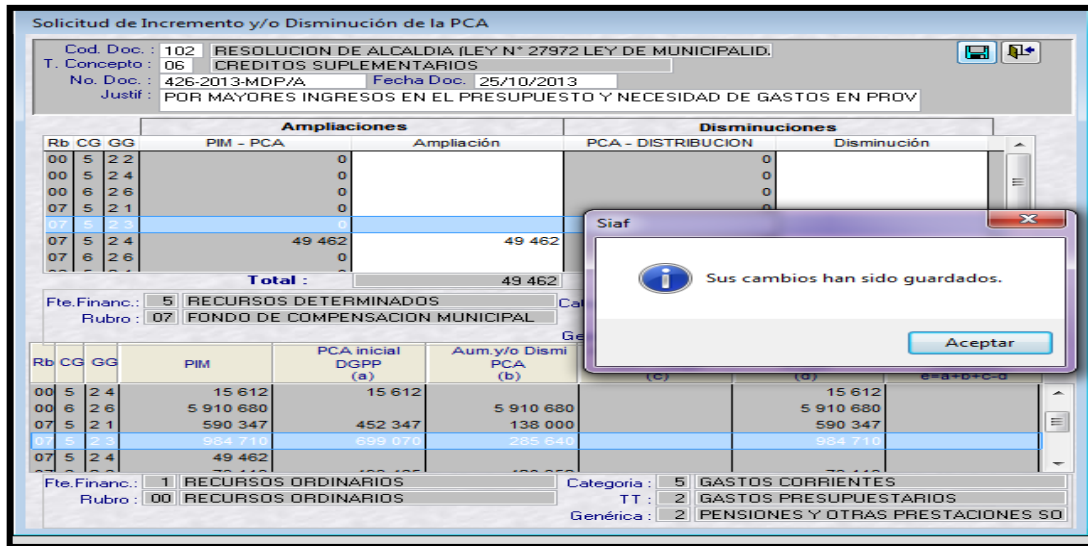 Solicitud de Incremento y/o Disminución de la PCA
Cod. Doc. : 102 RESOLUCION DE ALCALDIA (LEY N° 27972 LEY DE MUNICIPALID.
T. Concepto : 06 CREDITOS SUPLEMENTARIOS
No. Doc. : 426-2013-MDP/A Fecha Doc. 25/10/2013
Justif : POR MAYORES INGRESOS EN EL PRESUPUESTO Y NECESIDAD DE GASTOS EN PROV
Ampliaciones Disminuciones
Rb CG GG PIM - PCA Ampliación PCA - DISTRIBUCION Disminución
00 5 2 2 0 0
00 5 2 4 0 0
00 6 2 6 0 0
07 5 2 1 0 0
07 5 2 3 0
07 5 2 4 49 462 49 462
07 6 2 6 0
Total : 49 462
Siaf
Sus cambios han sido guardados.
Aceptar
Fte.Financ.: 5 RECURSOS DETERMINADOS
Rubro : 07 FONDO DE COMPENSACION MUNICIPAL
Rb CG GG PIM PCA inicial DGPP (a) Aum.y/o Dismi PCA (b) (c) (d) e=a+b+c-d
00 5 2 4 15 612 15 612 15 612
00 6 2 6 5 910 680 5 910 680 5 910 680
07 5 2 1 590 347 452 347 138 000 590 347
07 5 2 3 984 710 699 070 285 640 984 710
07 5 2 4 49 462
Fte.Financ.: 1 RECURSOS ORDINARIOS Categoria : 5 GASTOS CORRIENTES
Rubro : 00 RECURSOS ORDINARIOS TT : 2 GASTOS PRESUPUESTARIOS
Genérica : 2 PENSIONES Y OTRAS PRESTACIONES SO